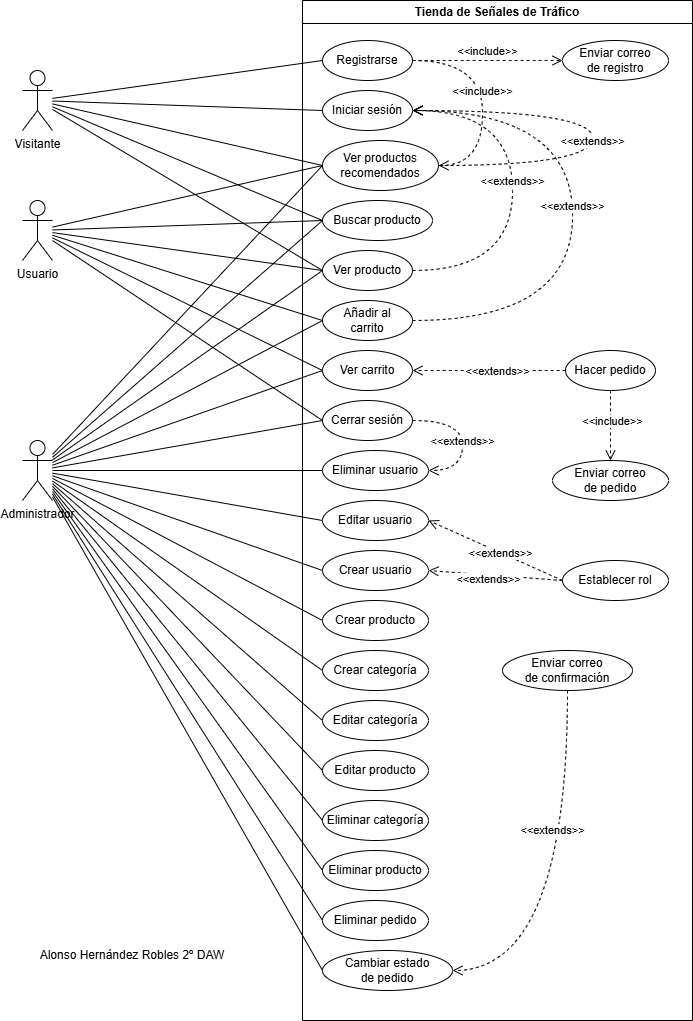 Tienda de Señales de Tráfico
Registrarse
<<include>>
Enviar correo
de registro
<<include>>
Visitante
Iniciar sesión
<<extends>>
Ver productos
recomendados
<<extends>>
<<extends>>
Usuario
Buscar producto
Ver producto
Añadir al
carrito
Ver carrito
<<extends>>
Hacer pedido
<<include>>
Cerrar sesión
<<extends>>
Enviar correo
de pedido
Administrador
Eliminar usuario
Editar usuario
<<extends>>
Crear usuario
<<extends>>
Establecer rol
Crear producto
Crear categoría
Enviar correo
de confirmación
Editar categoría
Editar producto
Eliminar categoría
<<extends>>
Eliminar producto
Eliminar pedido
Cambiar estado
de pedido
Alonso Hernández Robles 2º DAW